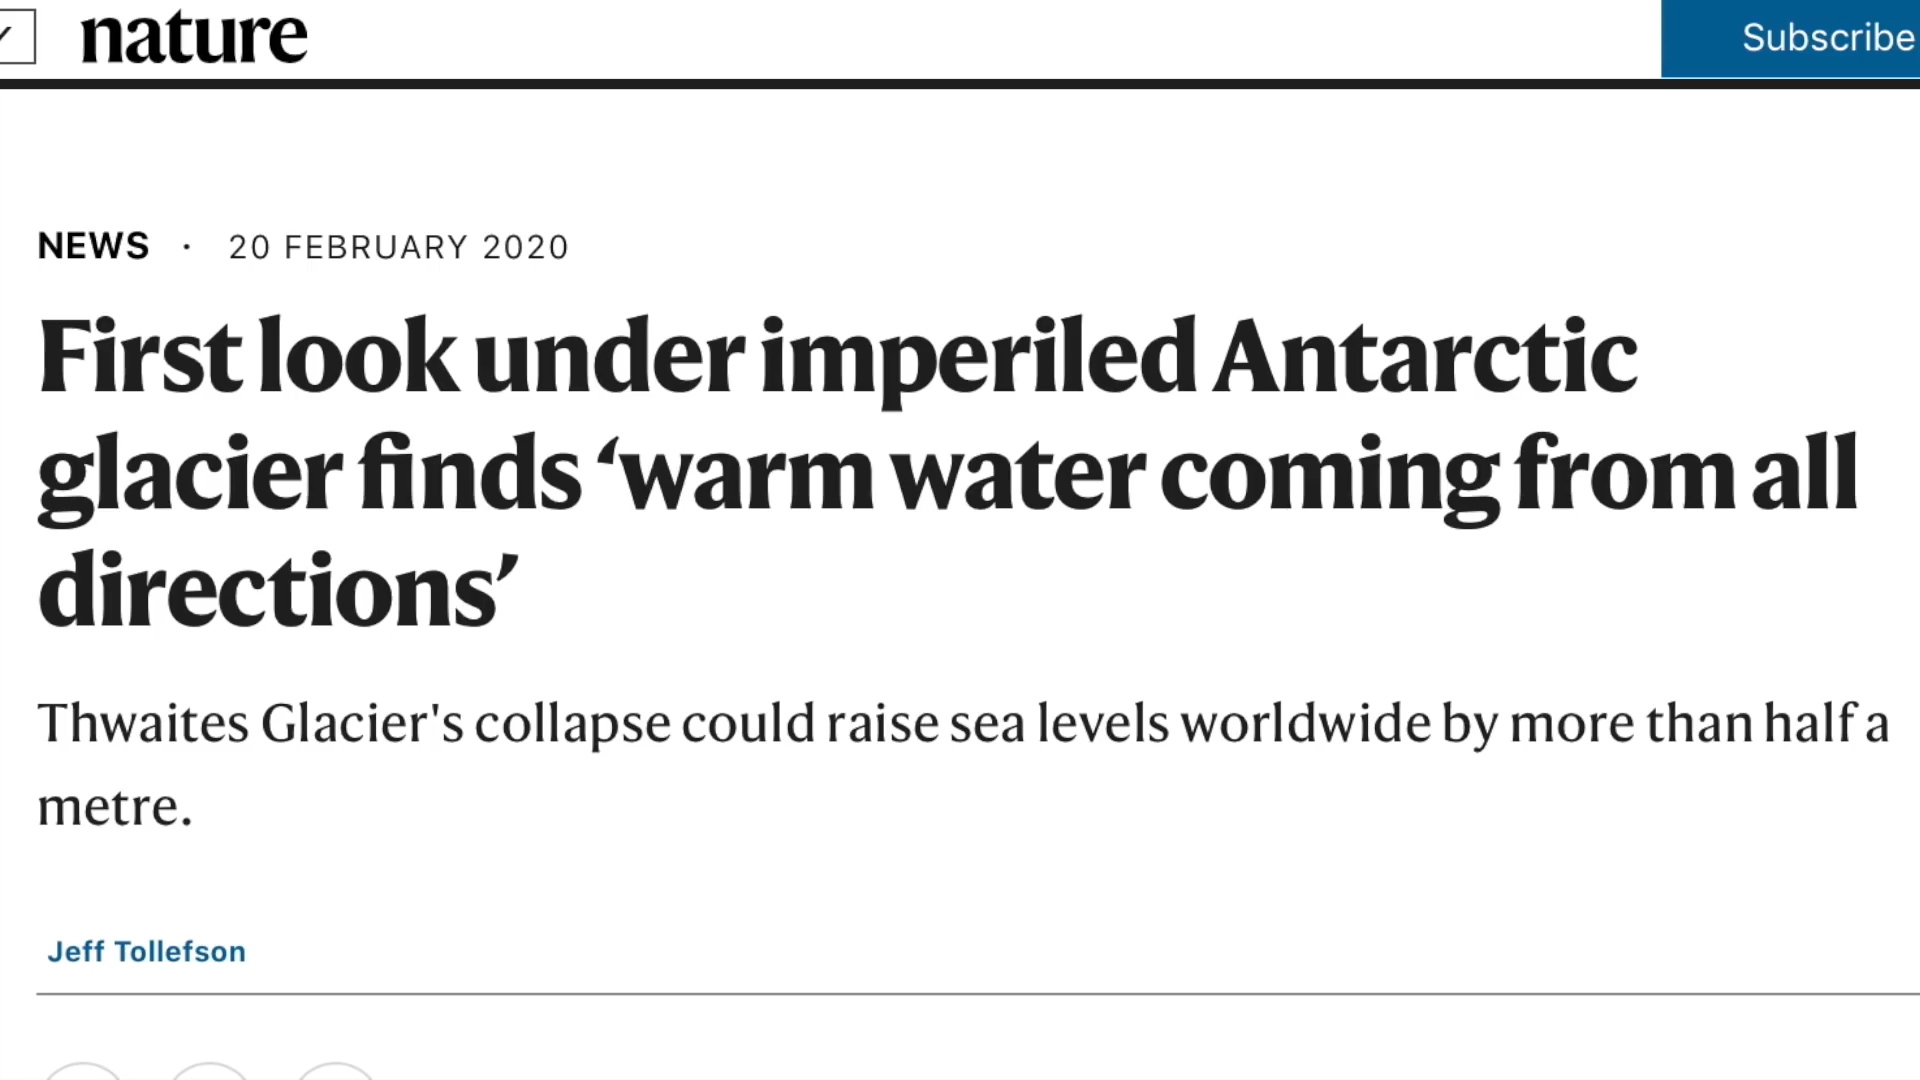 nature
Subscribe
NEWS · 20 FEBRUARY 2020
First look under imperiled Antarctic
glacier finds ‘warm water coming from all
directions’
Thwaites Glacier's collapse could raise sea levels worldwide by more than half a
metre.
Jeff Tollefson